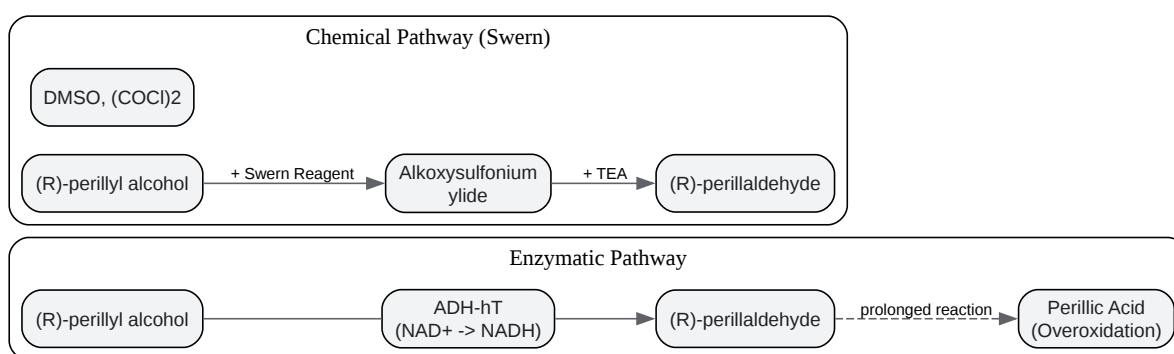 Chemical Pathway (Swern)
DMSO, (COCl)2
(R)-perillyl alcohol
+ Swern Reagent
Alkoxysulfonium
ylide
+ TEA
(R)-perillaldehyde
Enzymatic Pathway
(R)-perillyl alcohol
ADH-hT
(NAD+ -> NADH)
(R)-perillaldehyde
prolonged reaction
Perillic Acid
(Overoxidation)